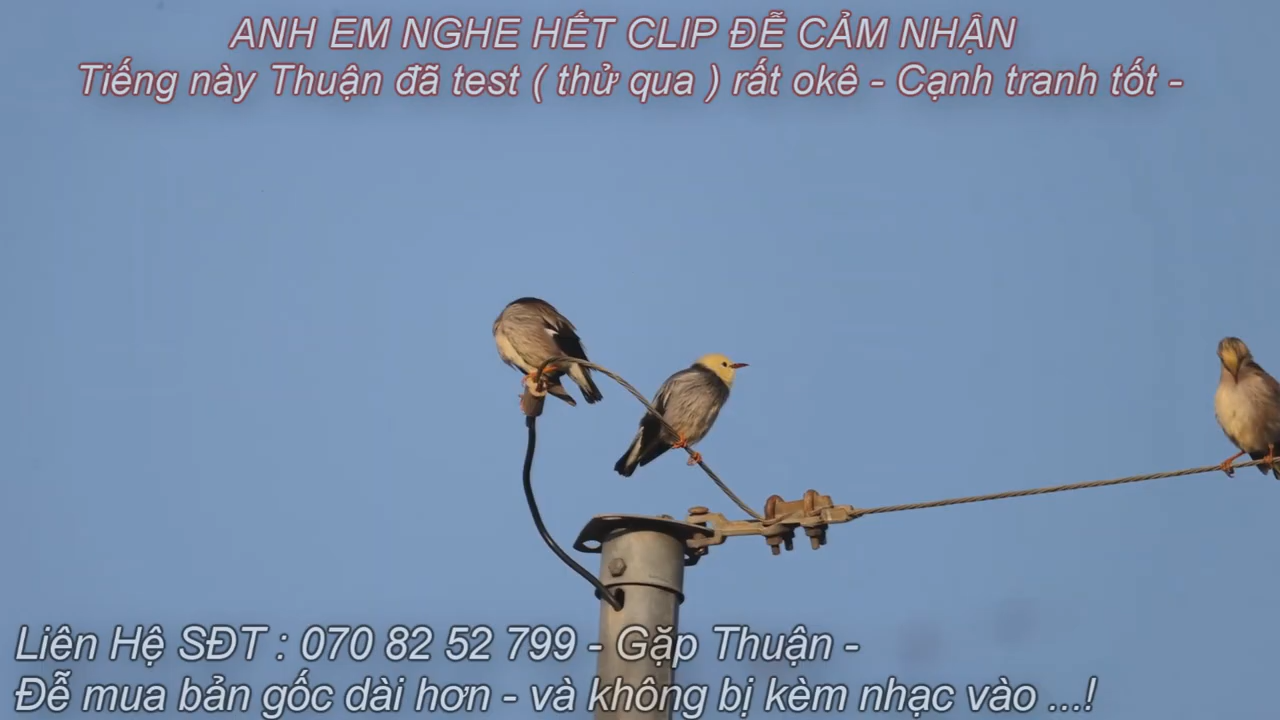 ANH EM NGHE HẾT CLIP ĐỄ CẢM NHẬN
Tiếng này Thuận đã test ( thử qua ) rất okê - Cạnh tranh tốt -
Liên Hệ SĐT : 070 82 52 799 - Gặp Thuận -
Đễ mua bản gốc dài hơn - và không bị kèm nhạc vào ...!